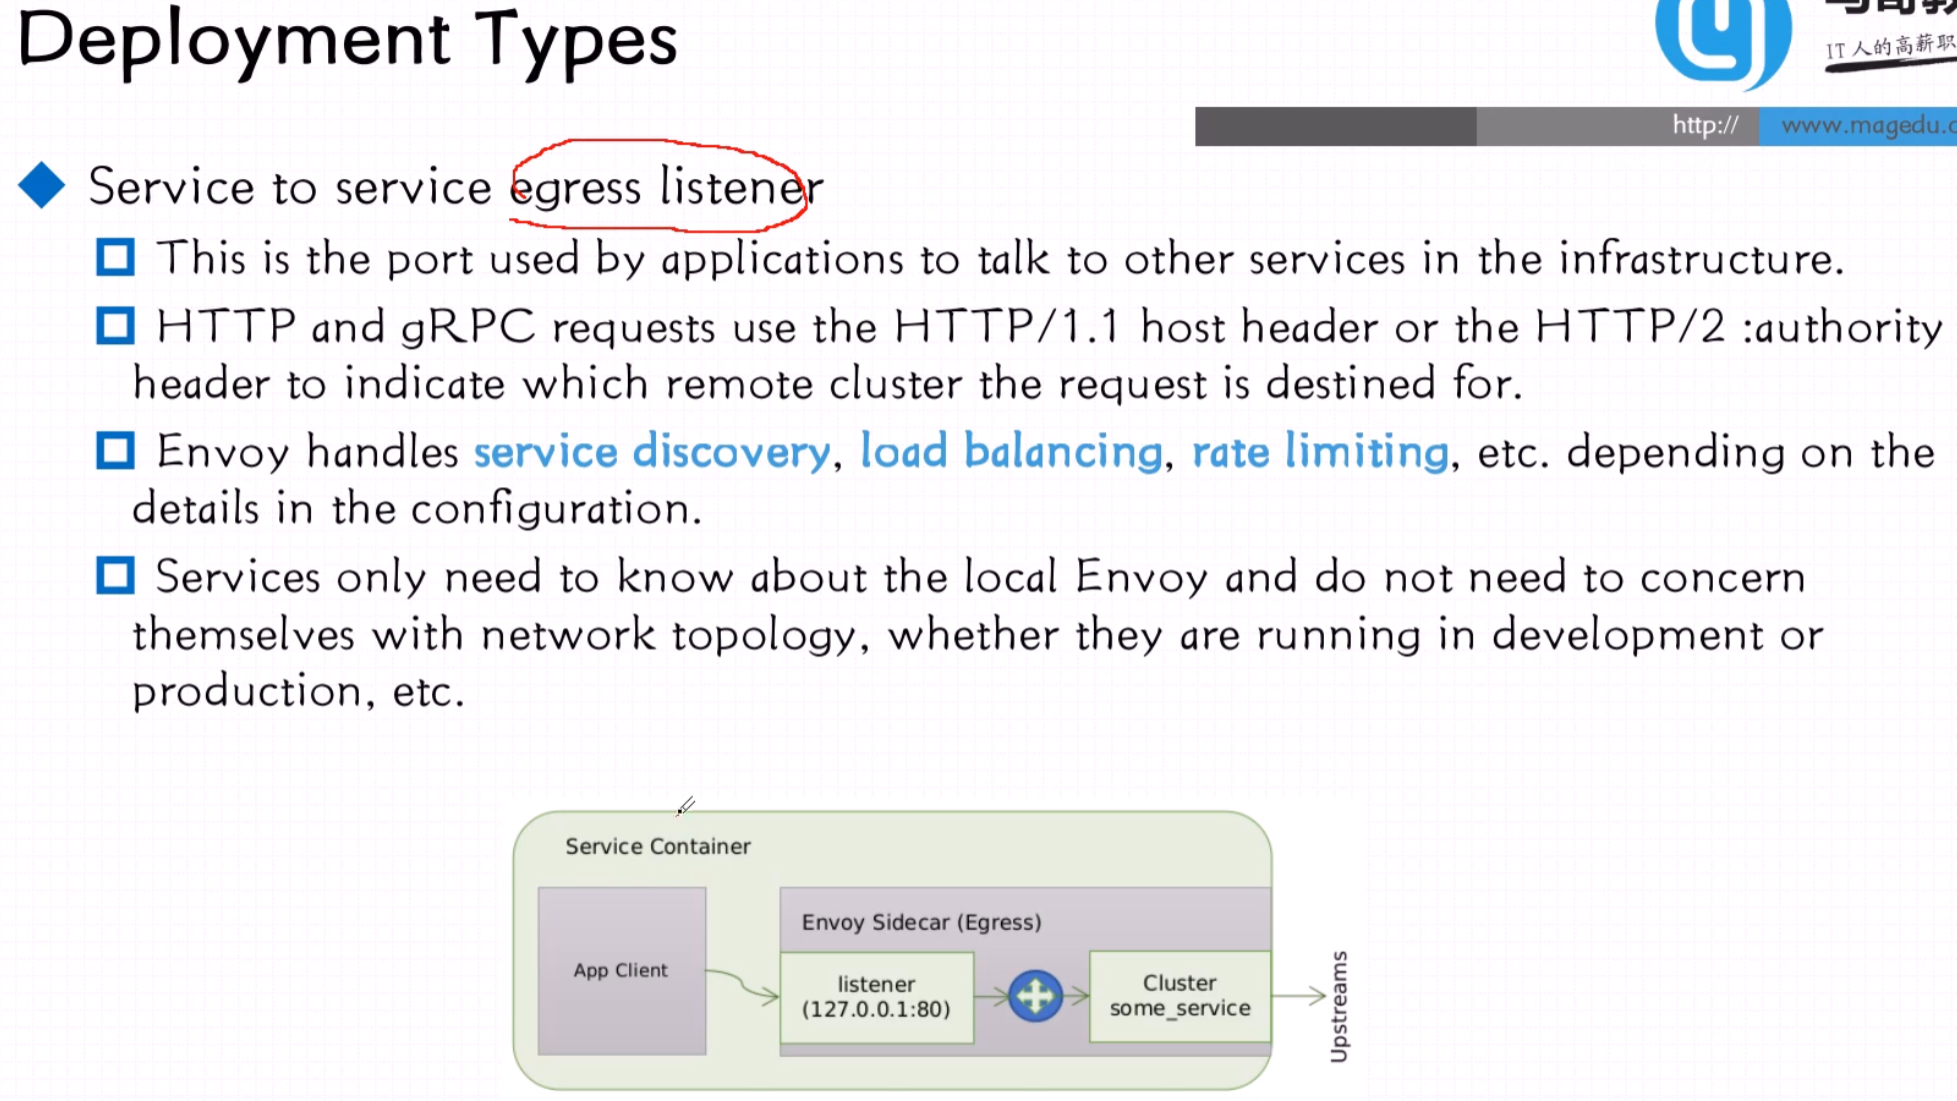 Deployment Types
IT人的高薪职
http:// www.magedu.c
Service to service egress listener
This is the port used by applications to talk to other services in the infrastructure.
HTTP and gRPC requests use the HTTP/1.1 host header or the HTTP/2 :authority
header to indicate which remote cluster the request is destined for.
Envoy handles service discovery, load balancing, rate limiting, etc. depending on the
details in the configuration.
Services only need to know about the local Envoy and do not need to concern
themselves with network topology, whether they are running in development or
production, etc.
Service Container
Envoy Sidecar (Egress)
App Client
listener
(127.0.0.1:80)
Cluster
some_service
Upstreams